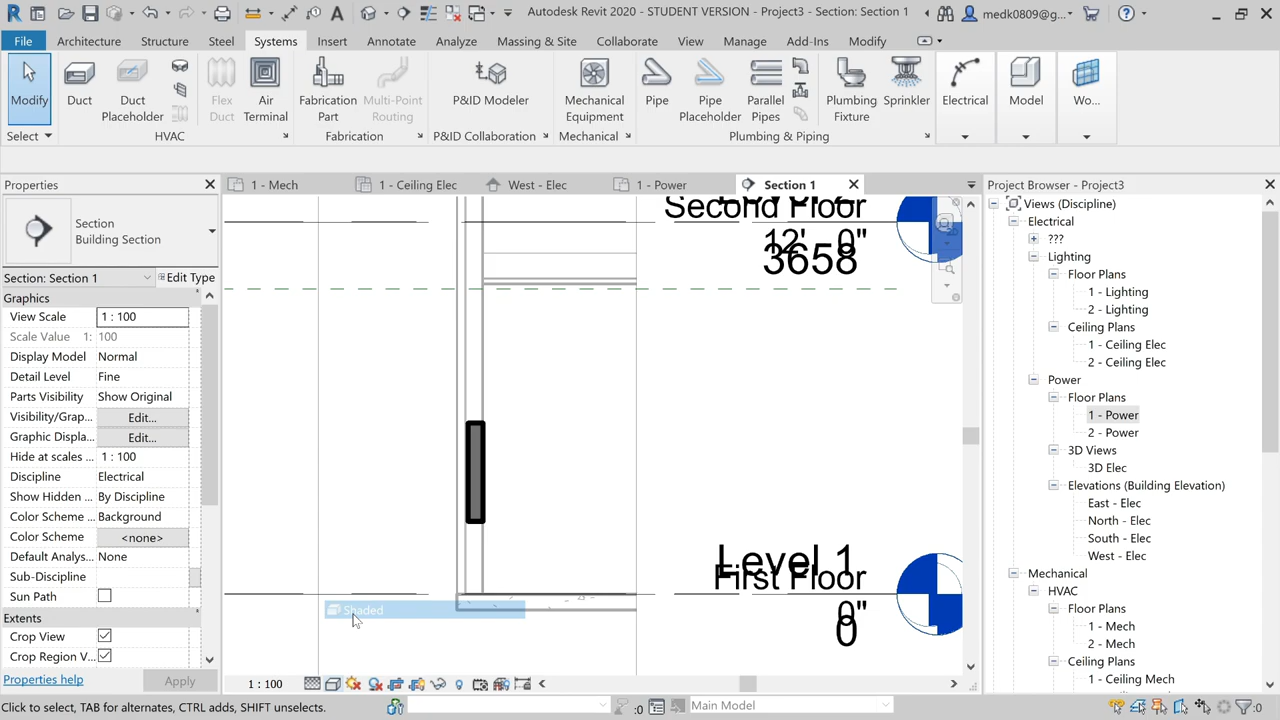 Autodesk Revit 2020 - STUDENT VERSION - Project3 - Section: Section 1
medk0809@g...
File Architecture Structure Steel Systems Insert Annotate Analyze Massing & Site Collaborate View Manage Add-Ins Modify
Modify
Duct
Duct Placeholder
Flex Duct
Air Terminal
Fabrication Part
Multi-Point Routing
P&ID Modeler
Mechanical Equipment
Pipe
Pipe Placeholder
Parallel Pipes
Plumbing Fixture
Sprinkler
Electrical
Model
Wo...
Select HVAC Fabrication P&ID Collaboration Mechanical Plumbing & Piping
Properties
1 - Mech 1 - Ceiling Elec West - Elec 1 - Power Section 1
Section
Building Section
Section: Section 1 Edit Type
Graphics
View Scale 1 : 100
Scale Value 1: 100
Display Model Normal
Detail Level Fine
Parts Visibility Show Original
Visibility/Grap... Edit...
Graphic Displa... Edit...
Hide at scales ... 1 : 100
Discipline Electrical
Show Hidden ... By Discipline
Color Scheme ... Background
Color Scheme <none>
Default Analys... None
Sub-Discipline
Sun Path
Extents
Crop View
Crop Region V...
Properties help Apply
Second Floor
12' 0"
3658
Level 1
First Floor
0"
0
Shaded
1 : 100
Project Browser - Project3
Views (Discipline)
Electrical
???
Lighting
Floor Plans
1 - Lighting
2 - Lighting
Ceiling Plans
1 - Ceiling Elec
2 - Ceiling Elec
Power
Floor Plans
1 - Power
2 - Power
3D Views
3D Elec
Elevations (Building Elevation)
East - Elec
North - Elec
South - Elec
West - Elec
Mechanical
HVAC
Floor Plans
1 - Mech
2 - Mech
Ceiling Plans
1 - Ceiling Mech
Click to select, TAB for alternates, CTRL adds, SHIFT unselects.
:0
Main Model
:0